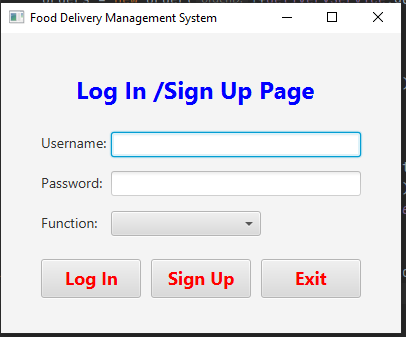 Food Delivery Management System
Log In /Sign Up Page
Username:
Password:
Function:
Log In Sign Up Exit